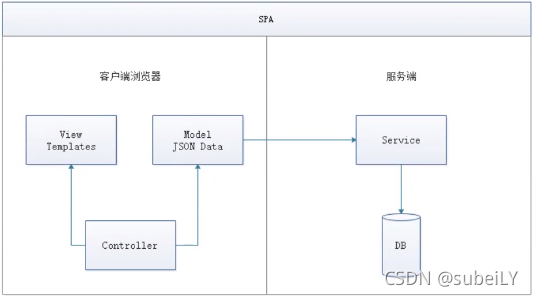 SPA
客户端浏览器
服务端
View
Templates
Model
JSON Data
Service
Controller
DB
CSDN @subeiLY